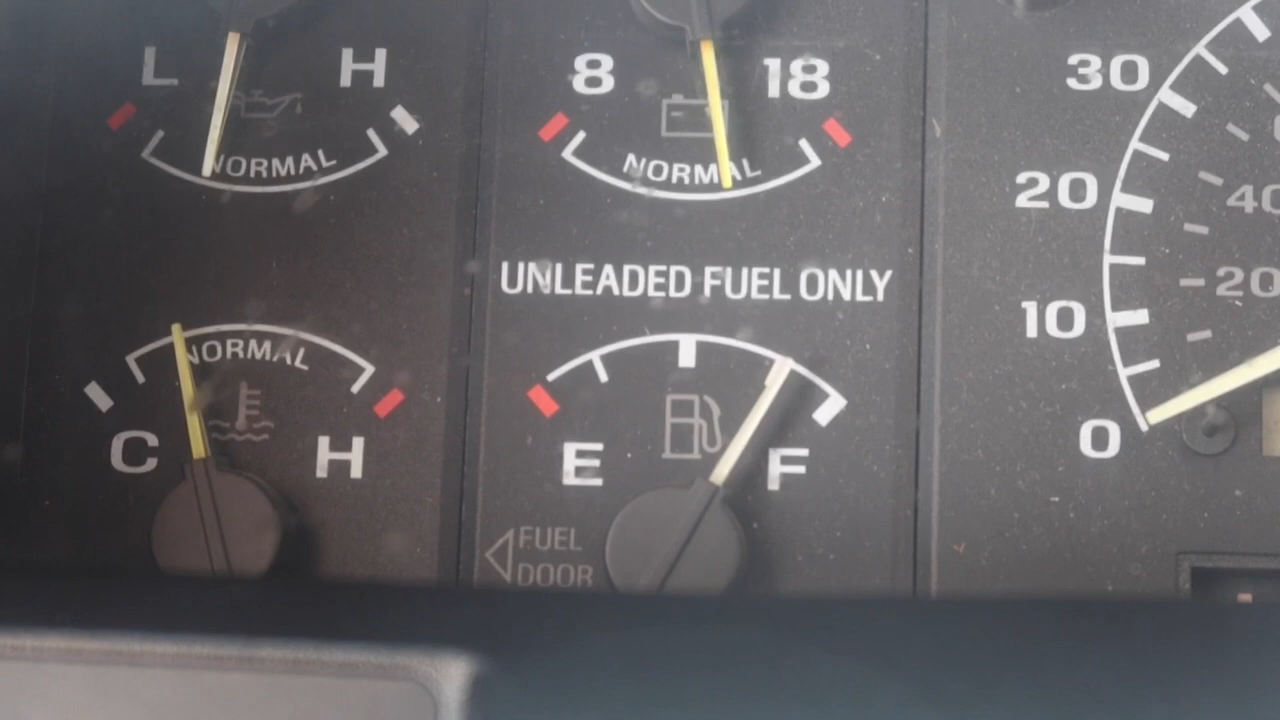 L H
NORMAL
8 18
NORMAL
UNLEADED FUEL ONLY
NORMAL
C H
E F
FUEL
DOOR
30
20
40
20
10
0